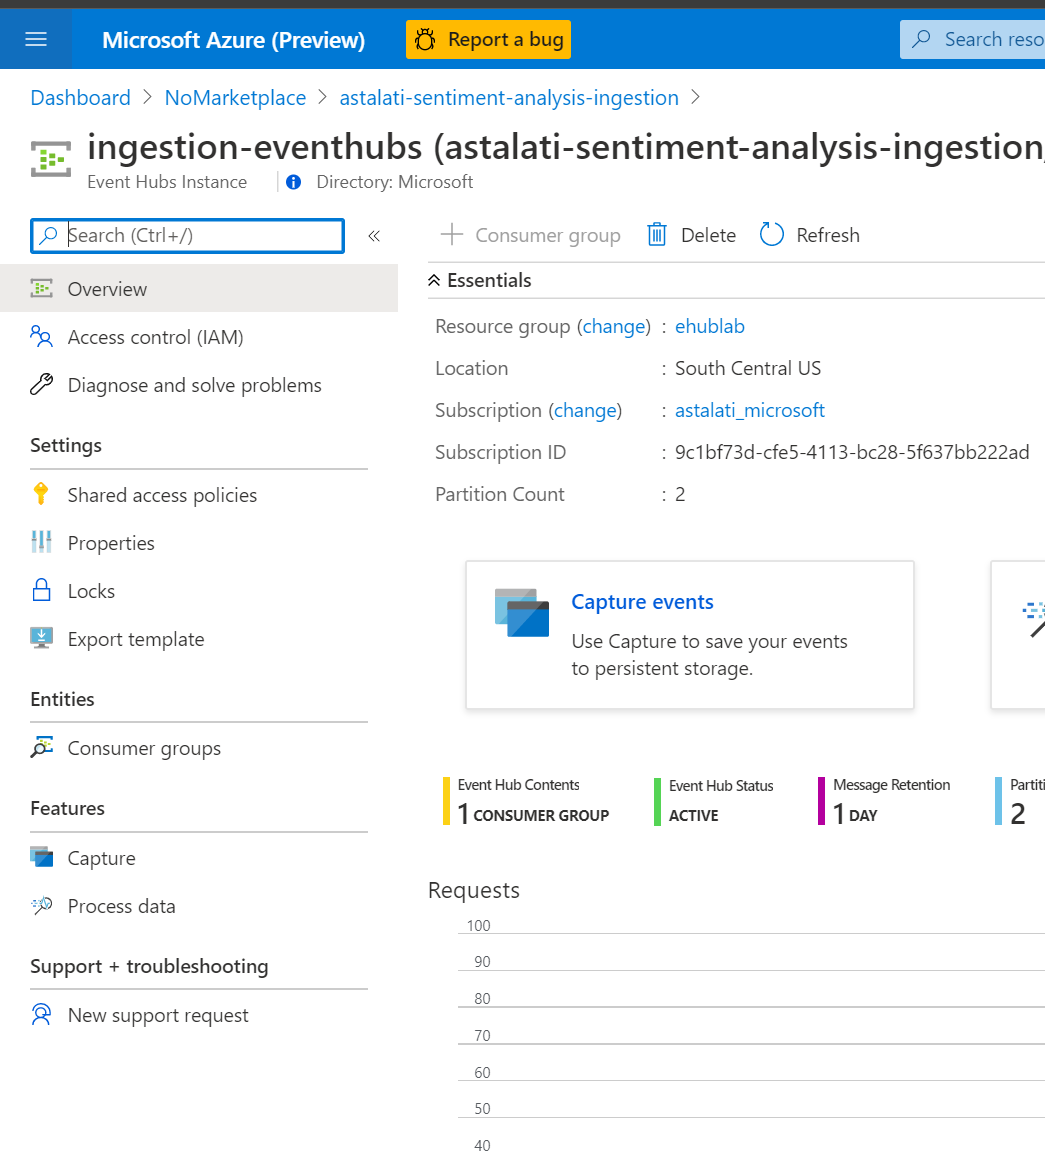 Microsoft Azure (Preview)
Report a bug
Search reso
Dashboard > NoMarketplace > astalati-sentiment-analysis-ingestion >
ingestion-eventhubs (astalati-sentiment-analysis-ingestion/
Event Hubs Instance
Directory: Microsoft
Search (Ctrl+/)
«
Overview
Access control (IAM)
Diagnose and solve problems
Settings
Shared access policies
Properties
Locks
Export template
Entities
Consumer groups
Features
Capture
Process data
Support + troubleshooting
New support request
Consumer group
Delete
Refresh
Essentials
Resource group (change) : ehublab
Location : South Central US
Subscription (change) : astalati_microsoft
Subscription ID : 9c1bf73d-cfe5-4113-bc28-5f637bb222ad
Partition Count : 2
Capture events
Use Capture to save your events
to persistent storage.
Event Hub Contents
1 CONSUMER GROUP
Event Hub Status
ACTIVE
Message Retention
1 DAY
Partiti
2
Requests
100
90
80
70
60
50
40